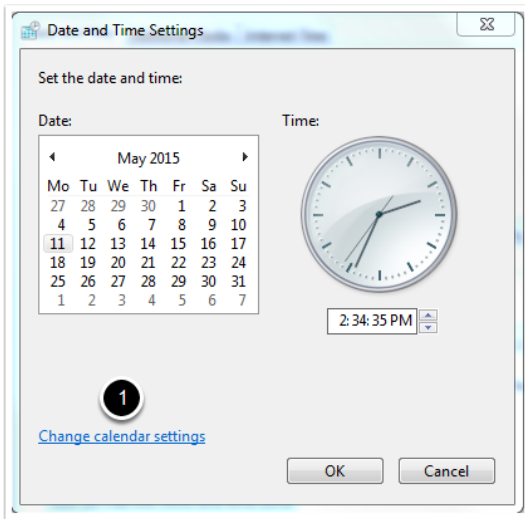 Date and Time Settings
Set the date and time:
Date:
Time:
May 2015
Mo Tu We Th Fr Sa Su
27 28 29 30 1 2 3
4 5 6 7 8 9 10
11 12 13 14 15 16 17
18 19 20 21 22 23 24
25 26 27 28 29 30 31
1 2 3 4 5 6 7
2:34:35 PM
1
Change calendar settings
OK
Cancel